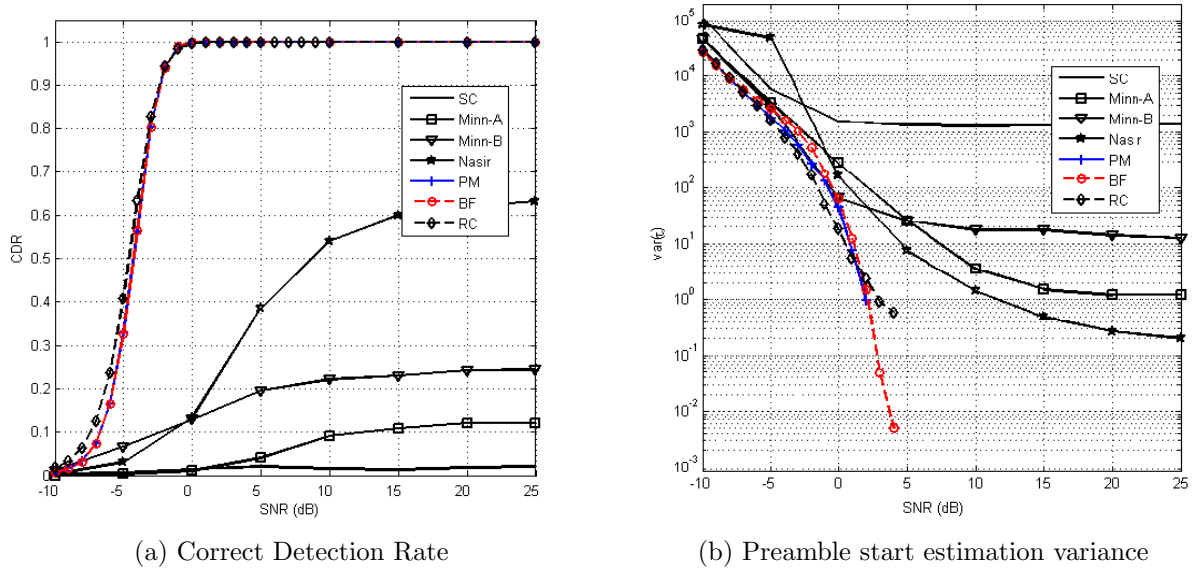 1
0.9
0.8
0.7
0.6
0.5
0.4
0.3
0.2
0.1
0
CDR
-10
-5
0
5
10
15
20
25
SNR (dB)
SC
Minn-A
Minn-B
Nasir
PM
BF
RC
(a) Correct Detection Rate
10^5
10^4
10^3
10^2
10^1
10^0
10^-1
10^-2
10^-3
var(τ)
-10
-5
0
5
10
15
20
25
SNR (dB)
SC
Minn-A
Minn-B
Nas r
PM
BF
RC
(b) Preamble start estimation variance